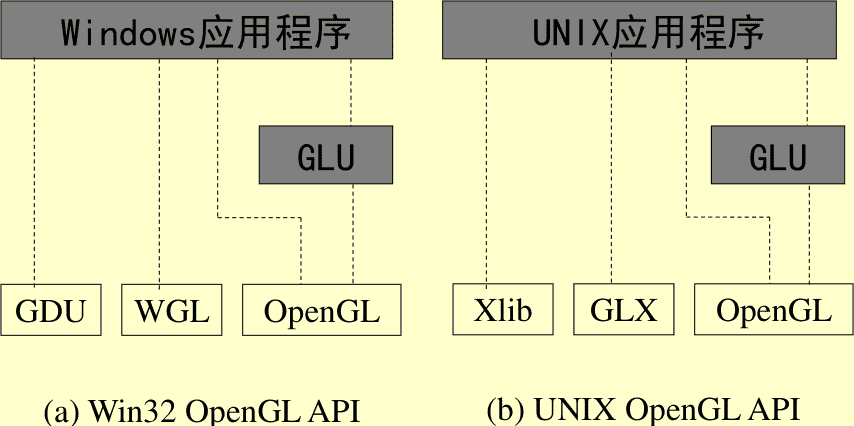 Windows应用程序
GLU
GDU
WGL
OpenGL
(a) Win32 OpenGL API
UNIX应用程序
GLU
Xlib
GLX
OpenGL
(b) UNIX OpenGL API